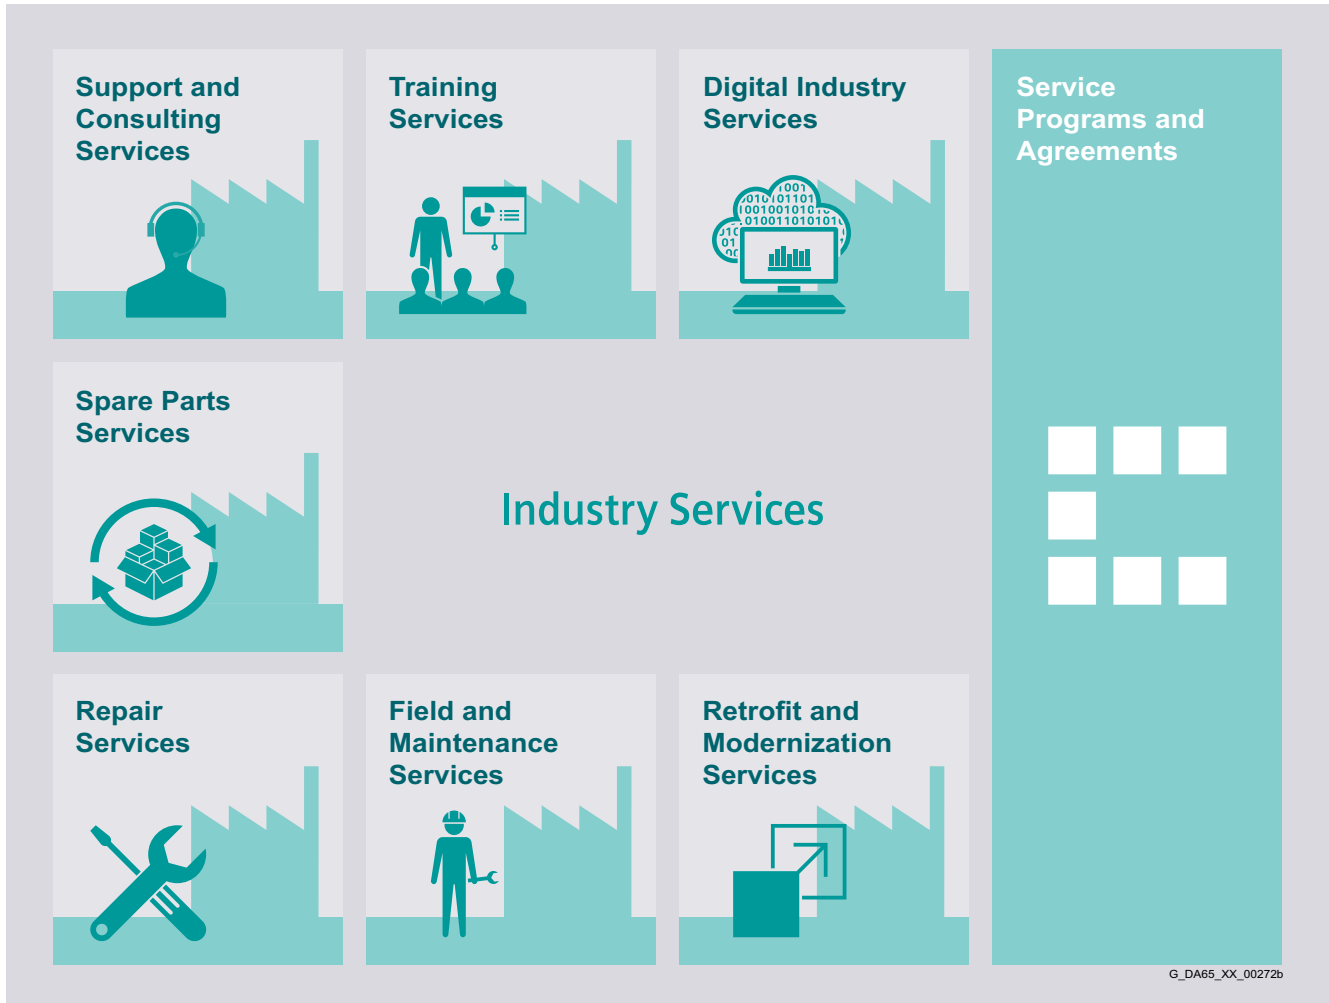 Support and
Consulting
Services
Training
Services
Digital Industry
Services
Service
Programs and
Agreements
Spare Parts
Services
Industry Services
Repair
Services
Field and
Maintenance
Services
Retrofit and
Modernization
Services
G_DA65_XX_00272b